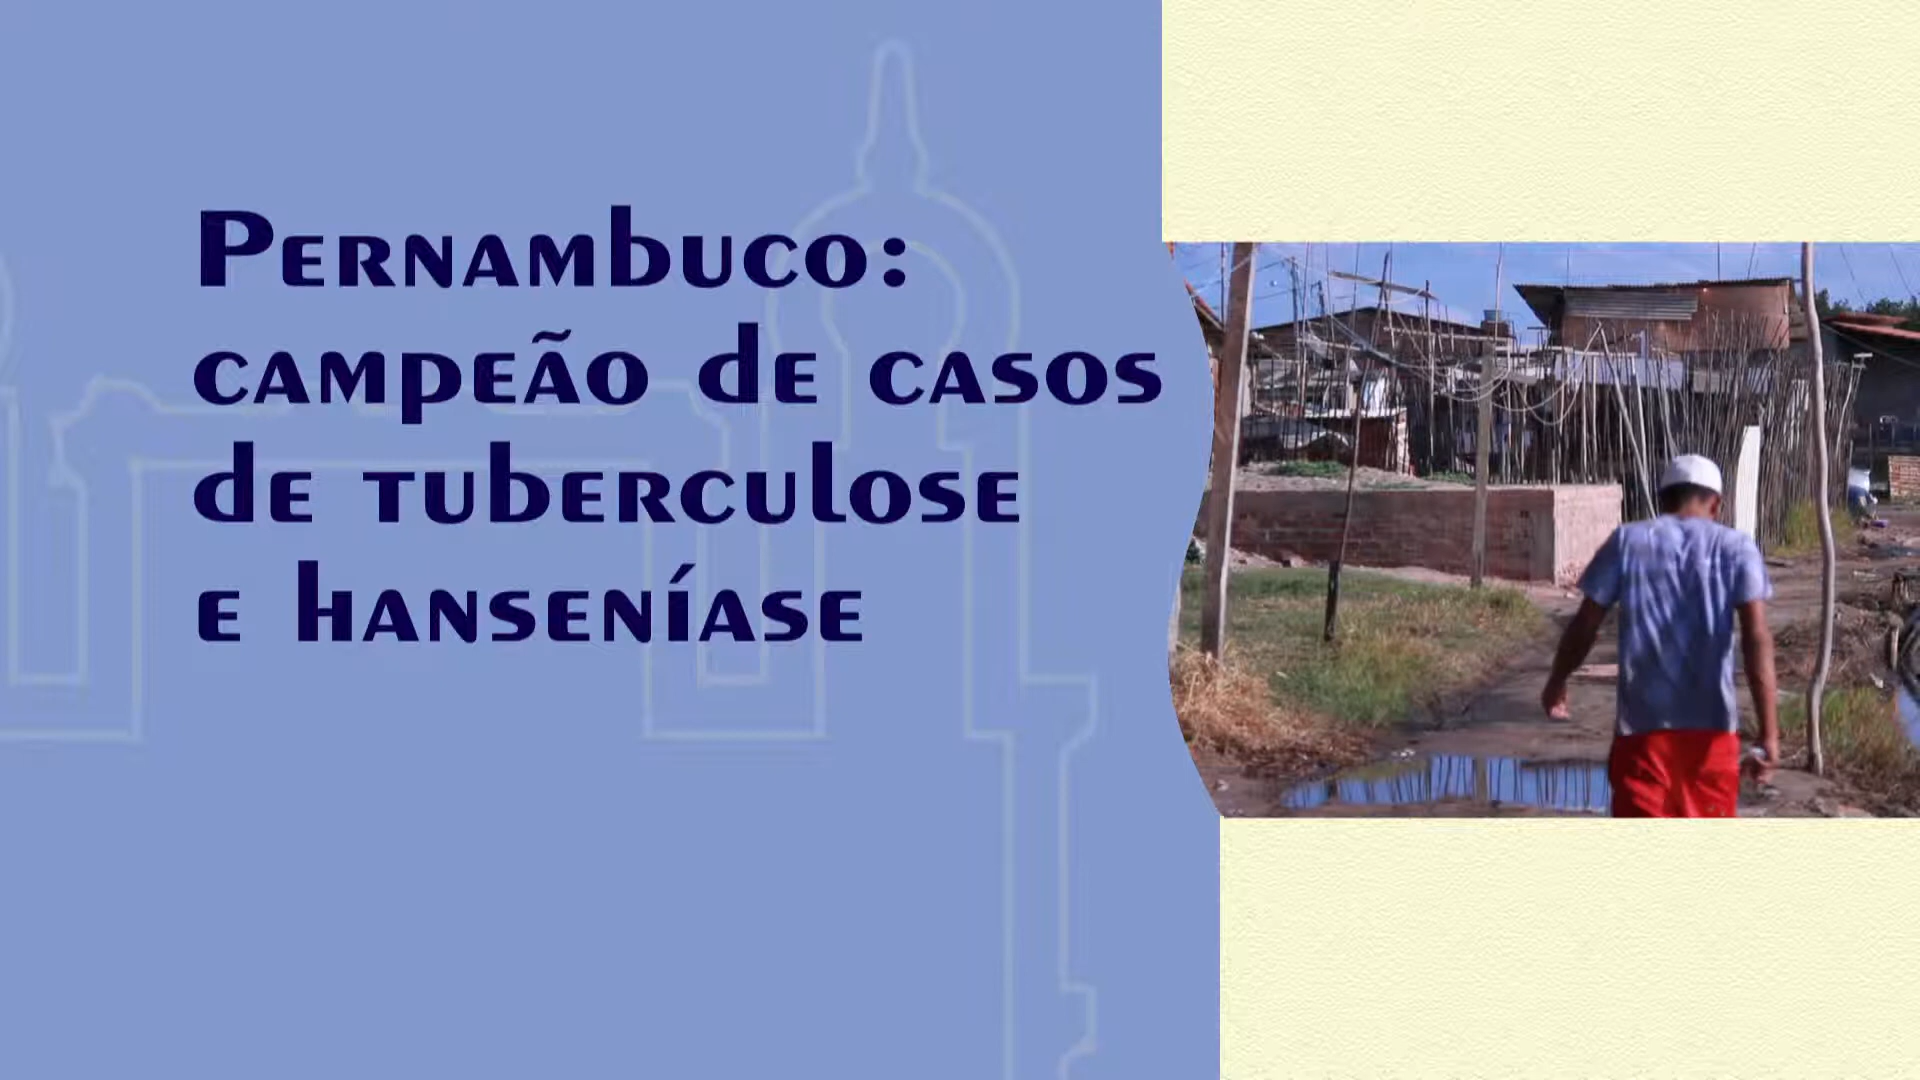 Pernambuco:
campeão de casos
de tuberculose
e hanseníase